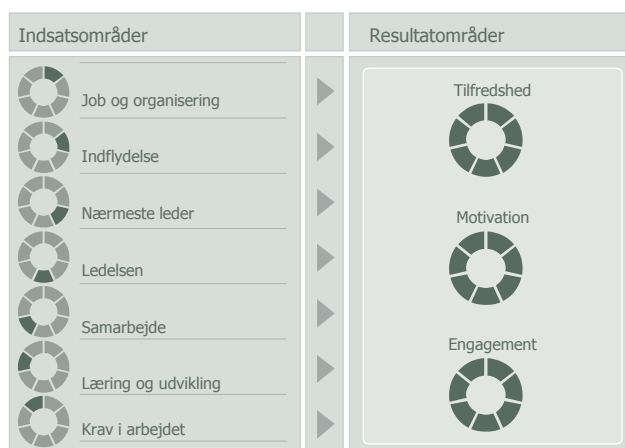 Indsatsområder
Resultatområder
Job og organisering
Indflydelse
Nærmeste leder
Ledelsen
Samarbejde
Læring og udvikling
Krav i arbejdet
Tilfredshed
Motivation
Engagement